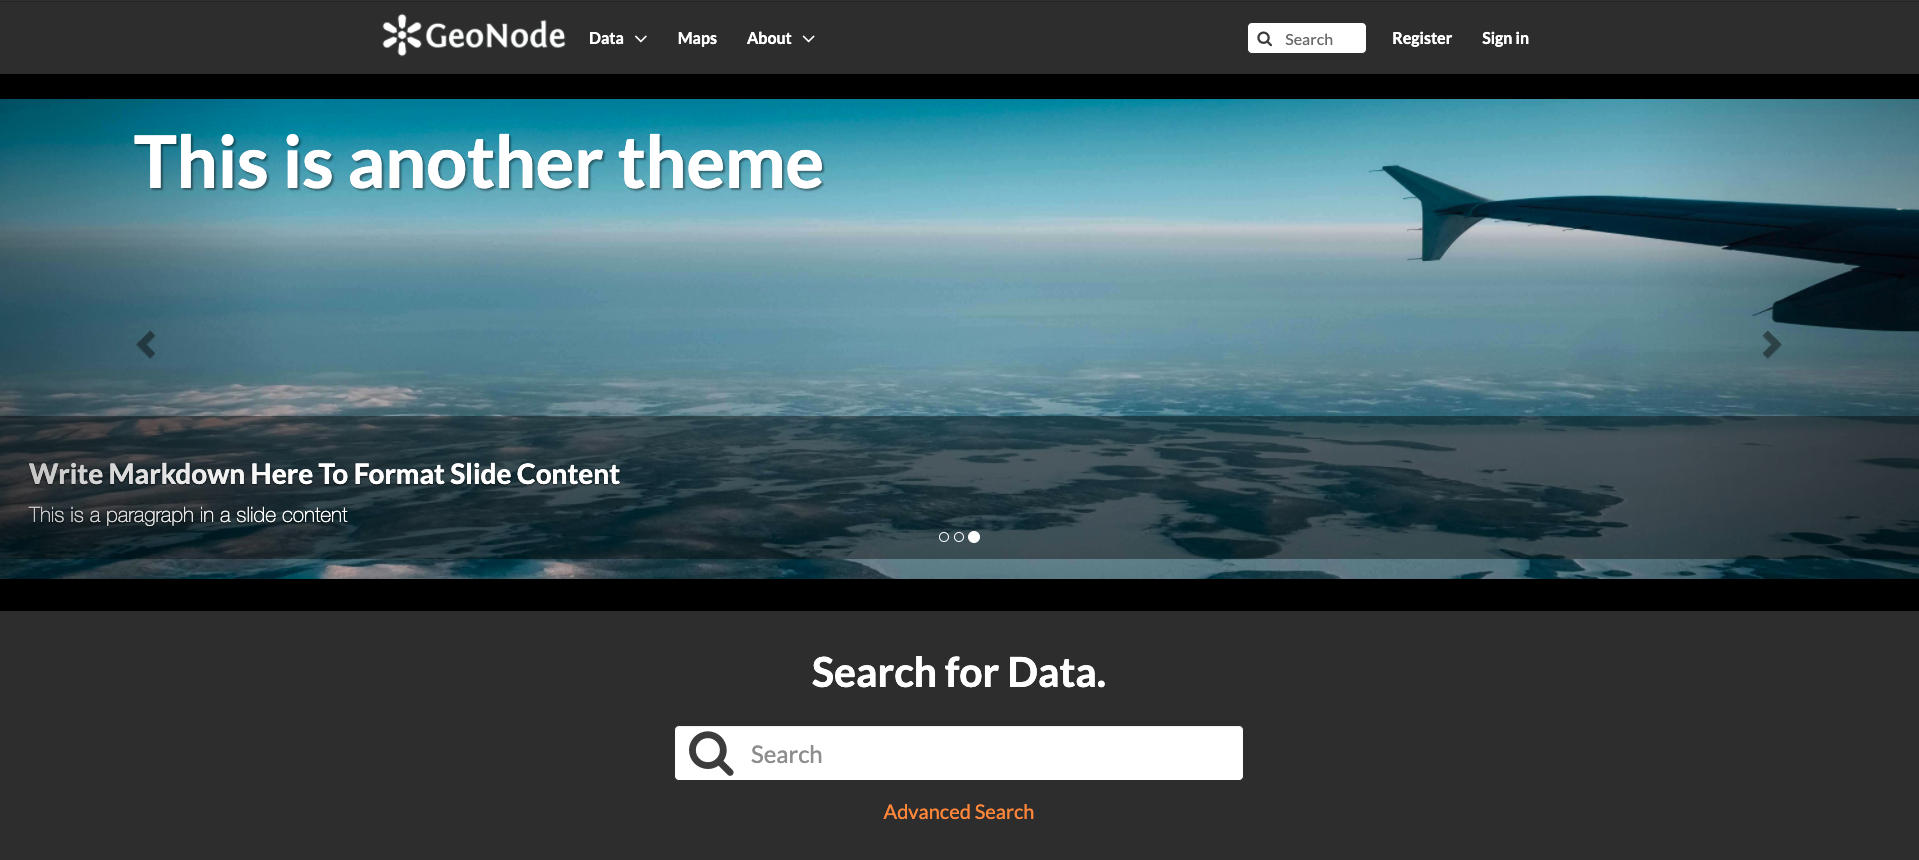 GeoNode Data Maps About Search Register Sign in
This is another theme
Write Markdown Here To Format Slide Content
This is a paragraph in a slide content
Search for Data.
Search
Advanced Search